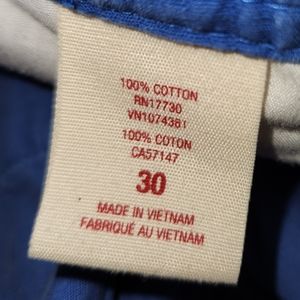 100% COTTON
RN17730
VN1074381
100% COTON
CA57147
30
MADE IN VIETNAM
FABRIQUÉ AU VIETNAM